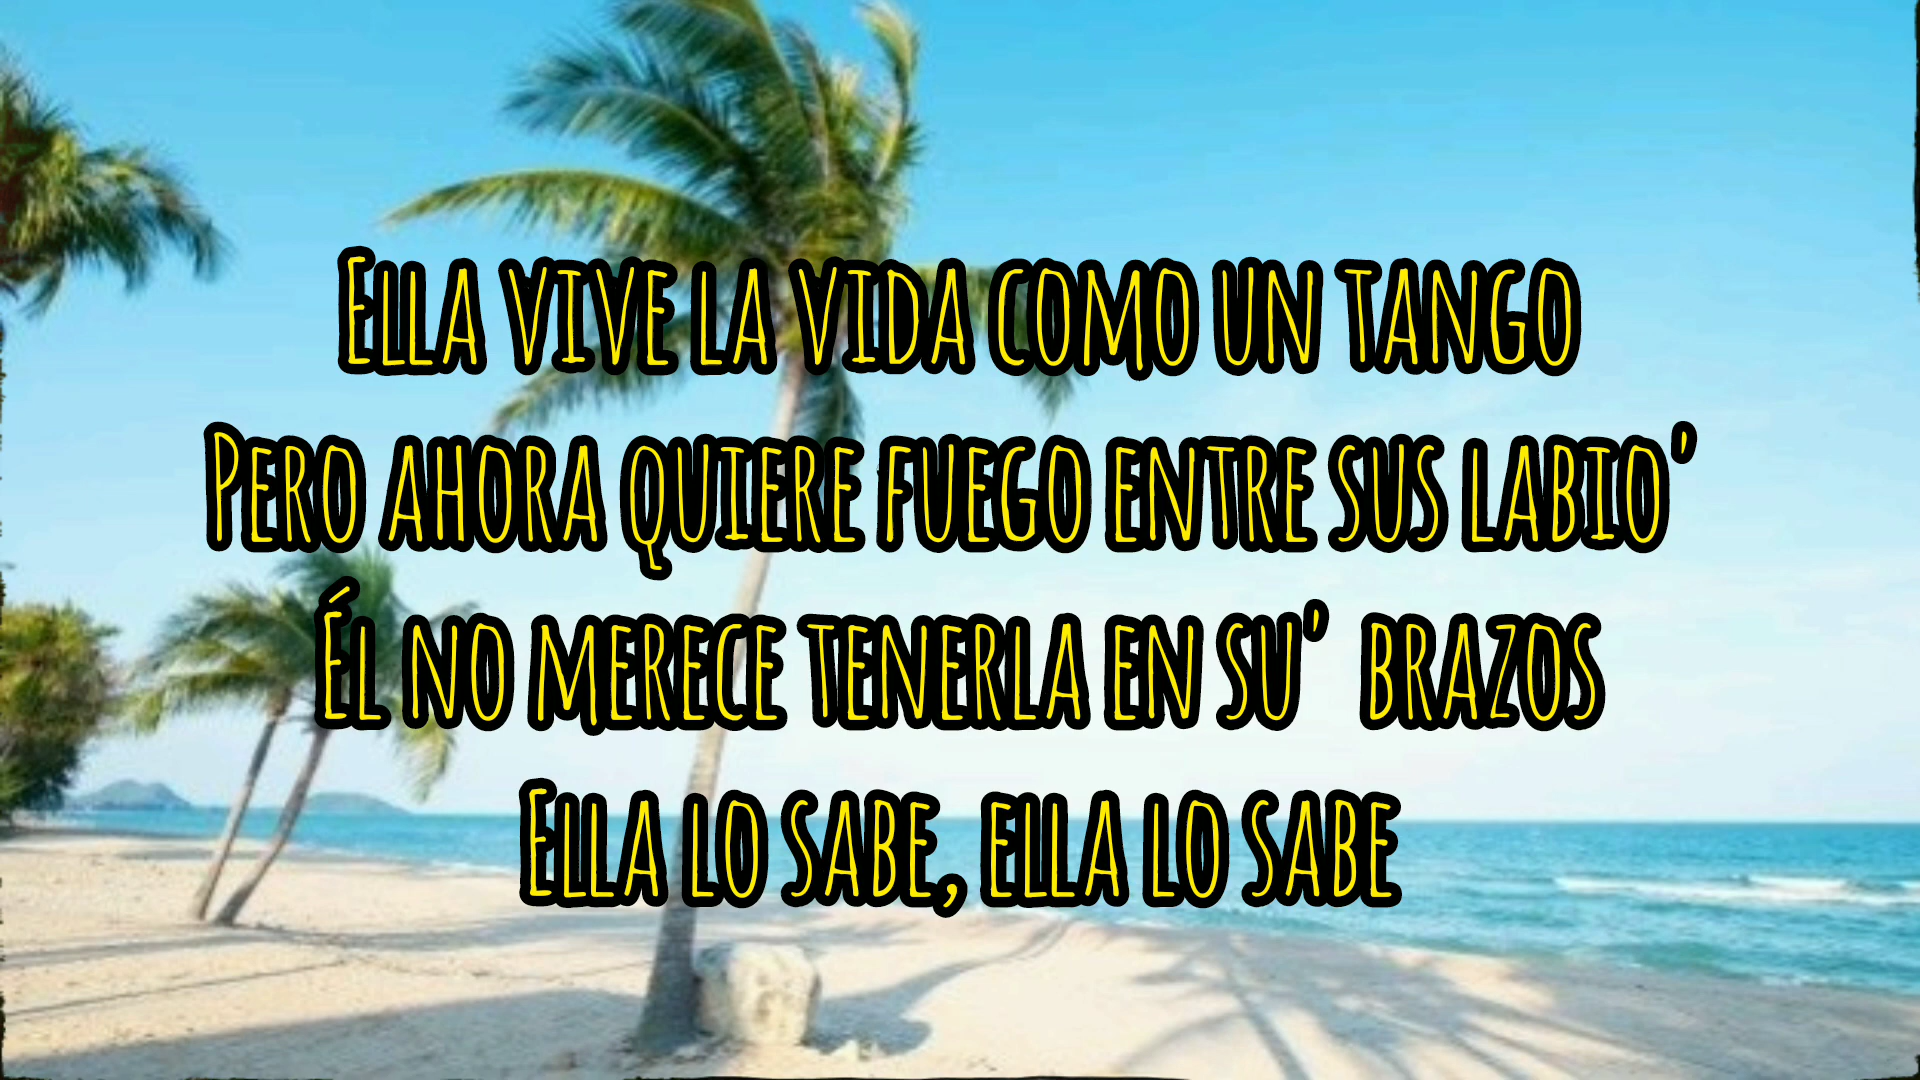 Ella vive la vida como un tango
Pero ahora quiere fuego entre sus labio'
Él no merece tenerla en su' brazos
Ella lo sabe, ella lo sabe